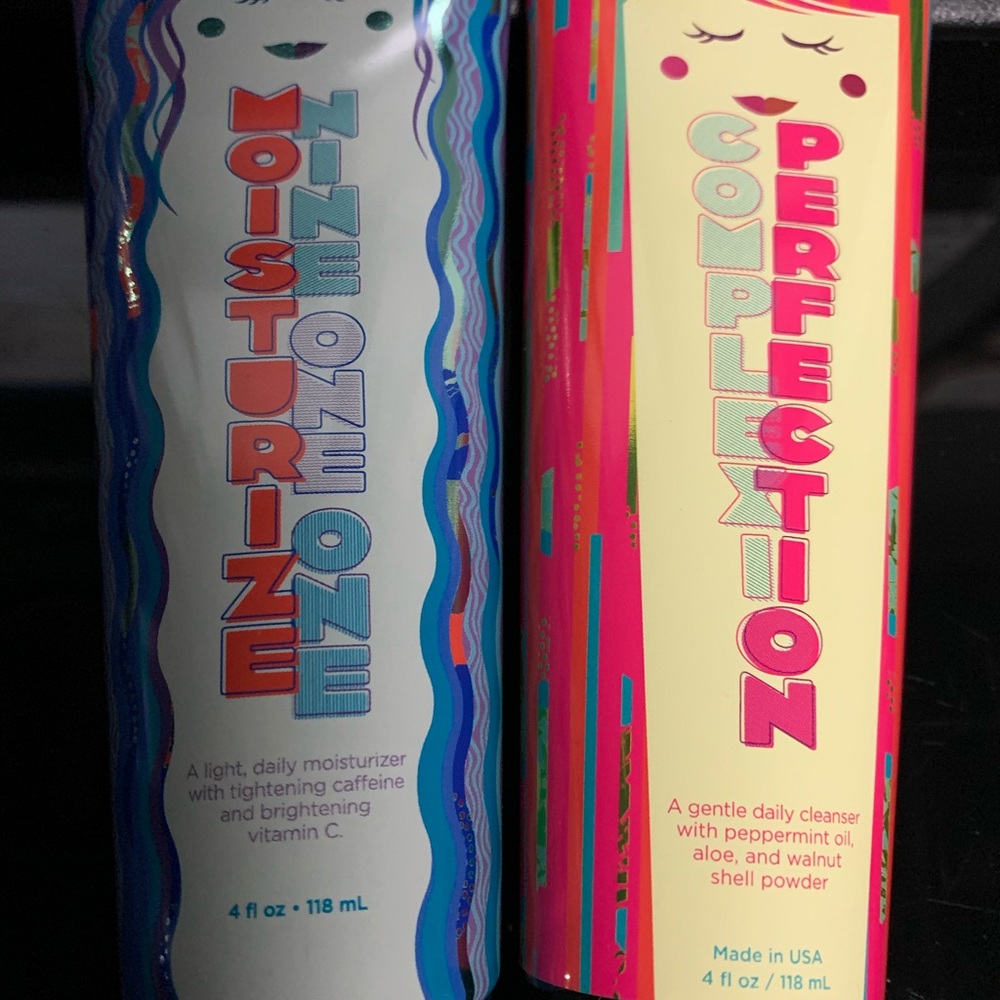 MOISTURIZE
NINE ONE ONE
A light, daily moisturizer
with tightening caffeine
and brightening
vitamin C.
4 fl oz • 118 mL
COMPLEXION
PERFECTION
A gentle daily cleanser
with peppermint oil,
aloe, and walnut
shell powder
Made in USA
4 fl oz / 118 mL